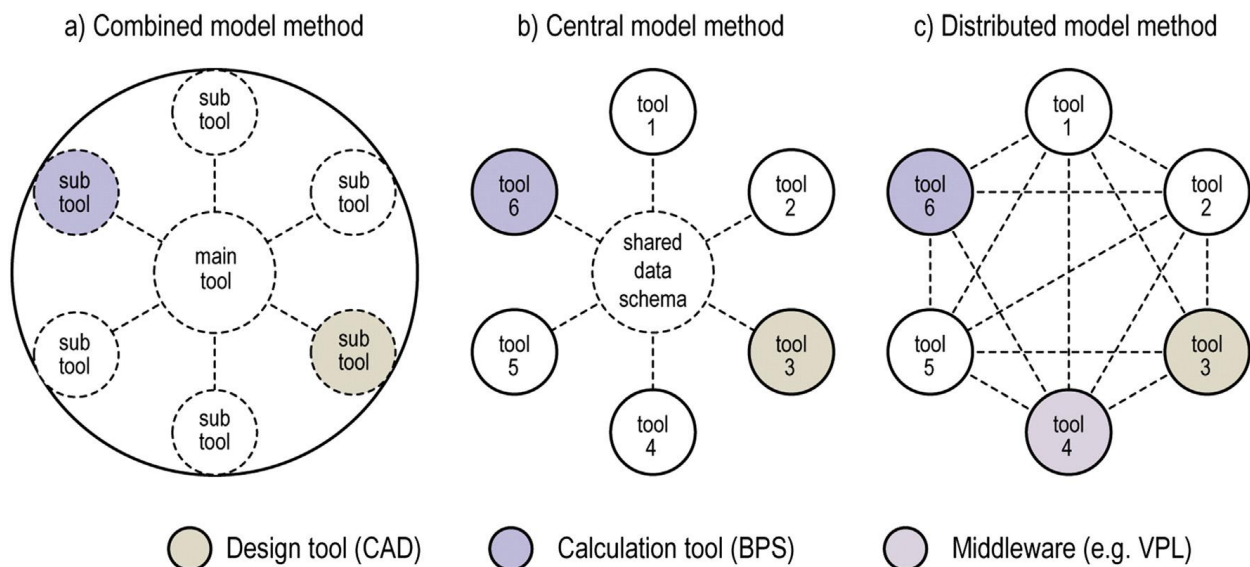 a) Combined model method
sub
tool
sub
tool
sub
tool
main
tool
sub
tool
sub
tool
sub
tool
b) Central model method
tool
1
tool
6
tool
2
shared
data
schema
tool
5
tool
3
tool
4
c) Distributed model method
tool
1
tool
6
tool
2
tool
5
tool
3
tool
4
Design tool (CAD)
Calculation tool (BPS)
Middleware (e.g. VPL)